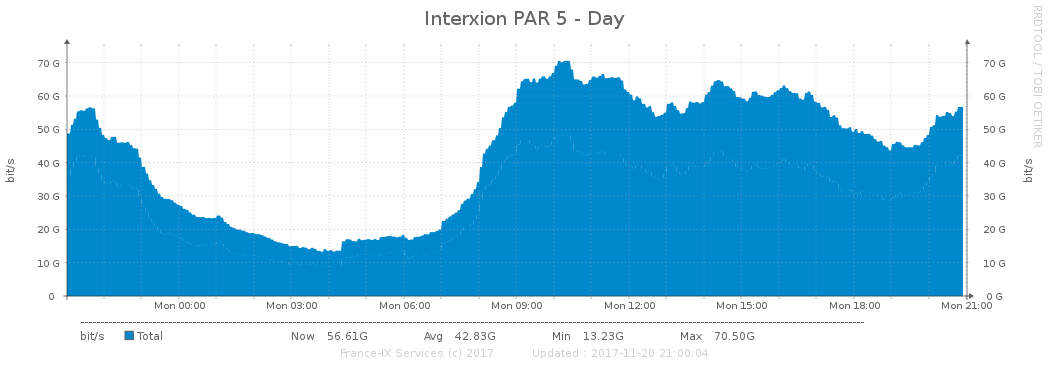 Interxion PAR 5 - Day
RRDTOOL / TOBI OETIKER
bit/s
70 G 70 G
60 G 60 G
50 G 50 G
40 G 40 G
30 G 30 G
20 G 20 G
10 G 10 G
0 0 G
bit/s
Mon 00:00 Mon 03:00 Mon 06:00 Mon 09:00 Mon 12:00 Mon 15:00 Mon 18:00 Mon 21:00
bit/s Total Now 56.61G Avg 42.83G Min 13.23G Max 70.50G
France-IX Services (c) 2017 Updated : 2017-11-20 21:00:04